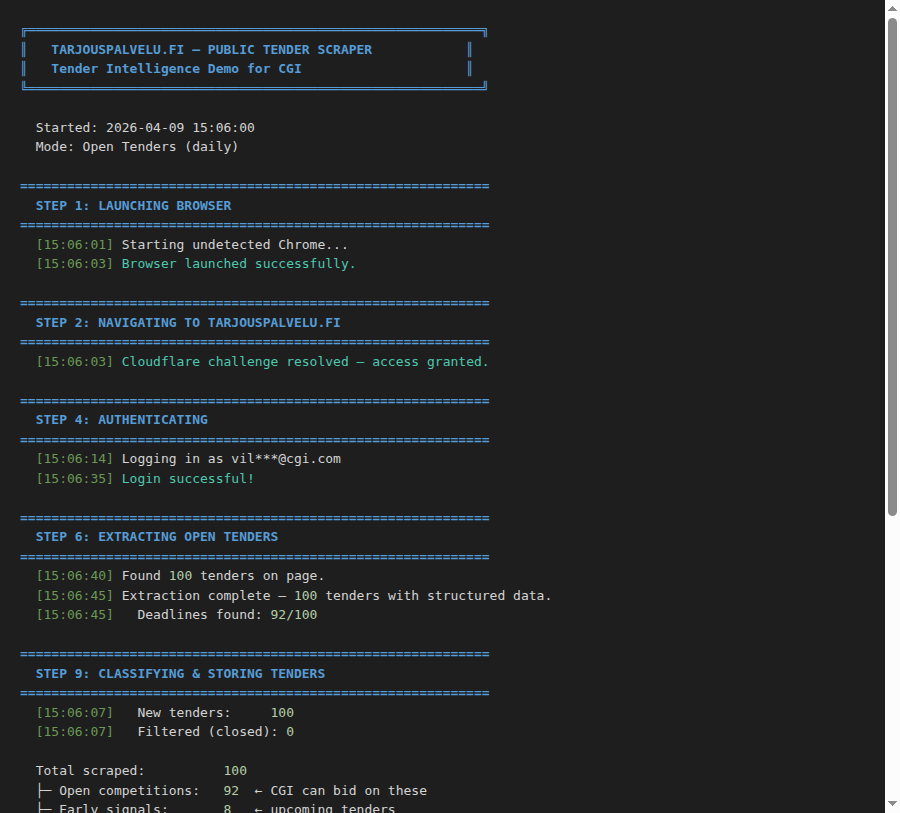 TARJOUSPALVELU.FI — PUBLIC TENDER SCRAPER
Tender Intelligence Demo for CGI
Started: 2026-04-09 15:06:00
Mode: Open Tenders (daily)
============================================================
STEP 1: LAUNCHING BROWSER
============================================================
[15:06:01] Starting undetected Chrome...
[15:06:03] Browser launched successfully.
============================================================
STEP 2: NAVIGATING TO TARJOUSPALVELU.FI
============================================================
[15:06:03] Cloudflare challenge resolved — access granted.
============================================================
STEP 4: AUTHENTICATING
============================================================
[15:06:14] Logging in as vil***@cgi.com
[15:06:35] Login successful!
============================================================
STEP 6: EXTRACTING OPEN TENDERS
============================================================
[15:06:40] Found 100 tenders on page.
[15:06:45] Extraction complete — 100 tenders with structured data.
[15:06:45] Deadlines found: 92/100
============================================================
STEP 9: CLASSIFYING & STORING TENDERS
============================================================
[15:06:07] New tenders: 100
[15:06:07] Filtered (closed): 0
Total scraped: 100
├─ Open competitions: 92 ← CGI can bid on these
├─ Early signals: 8 ← upcoming tenders